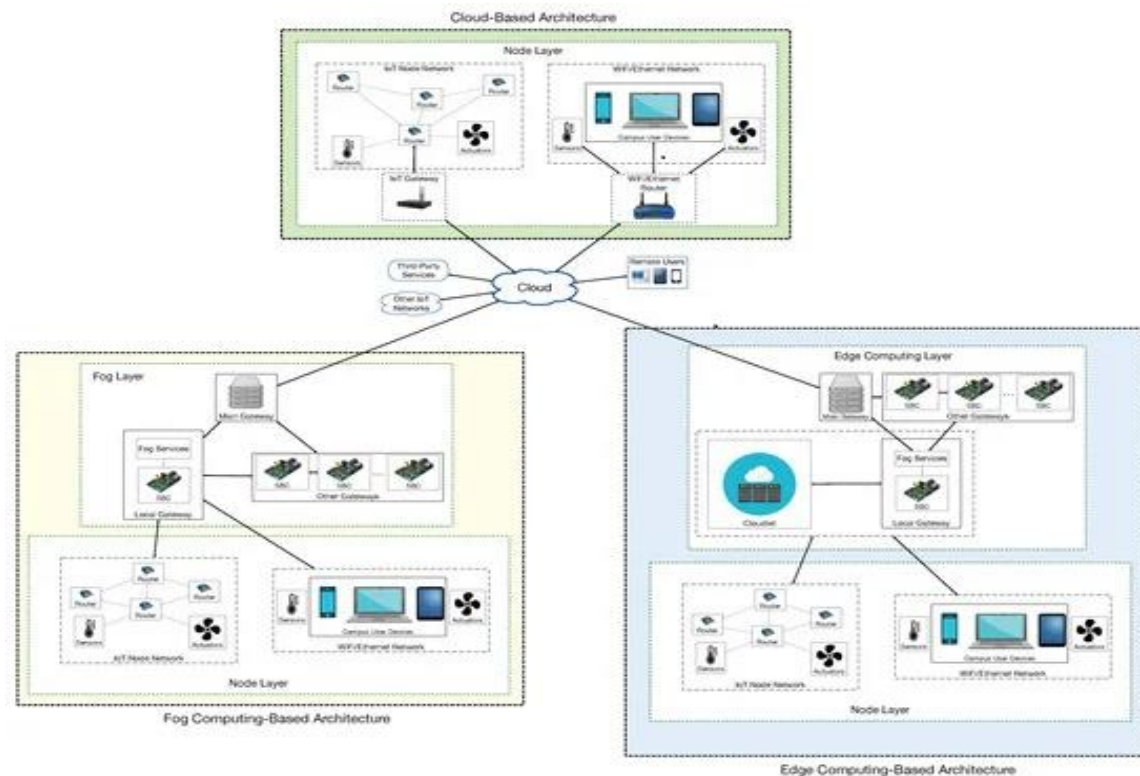 Cloud-Based Architecture
Node Layer
IoT Node Network
Router
Router
Router
Router
Sensors
Actuators
IoT Gateway
WiFi/Ethernet Network
Sensors
Campus User Devices
Actuators
WiFi/Ethernet
Router
Third-Party
Services
Other IoT
Networks
Cloud
Remote Users
Fog Layer
Main Gateway
Fog Services
SBC
Local Gateway
SBC
SBC
SBC
Other Gateways
Router
Router
Router
Router
Sensors
Actuators
IoT Node Network
Sensors
Campus User Devices
Actuators
WiFi/Ethernet Network
Node Layer
Fog Computing-Based Architecture
Edge Computing Layer
Main Gateway
SBC
SBC
SBC
Other Gateways
Cloudlet
Fog Services
SBC
Local Gateway
Router
Router
Router
Router
Sensors
Actuators
IoT Node Network
Sensors
Campus User Devices
Actuators
WiFi/Ethernet Network
Node Layer
Edge Computing-Based Architecture